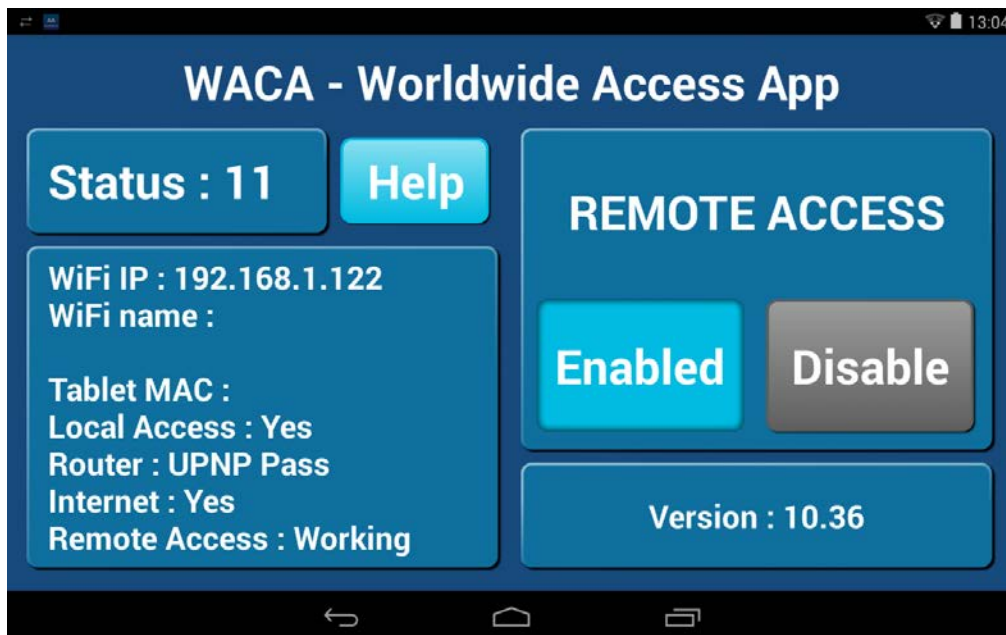 13:04
WACA - Worldwide Access App
Status : 11
Help
WiFi IP : 192.168.1.122
WiFi name :
Tablet MAC :
Local Access : Yes
Router : UPNP Pass
Internet : Yes
Remote Access : Working
REMOTE ACCESS
Enabled
Disable
Version : 10.36